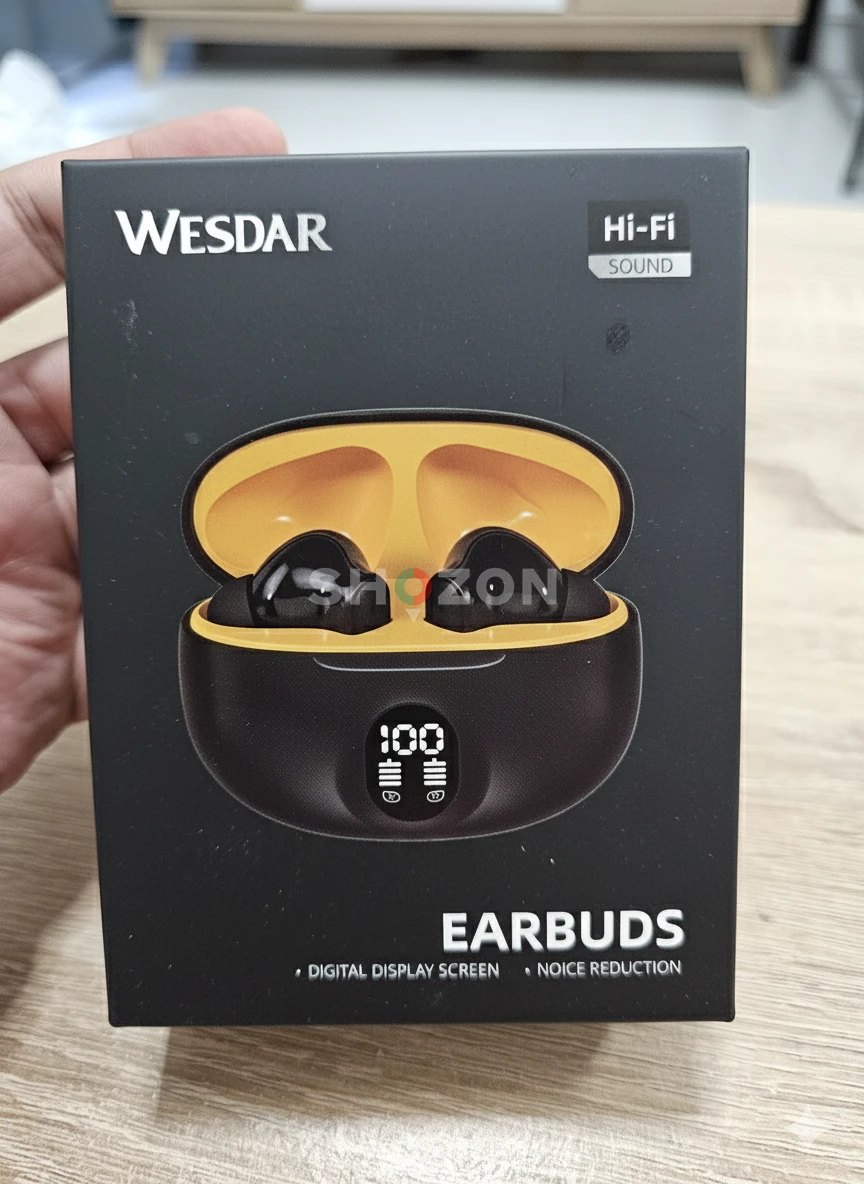 WESDAR
Hi-Fi
SOUND
SHOZON
100
EARBUDS
• DIGITAL DISPLAY SCREEN • NOICE REDUCTION